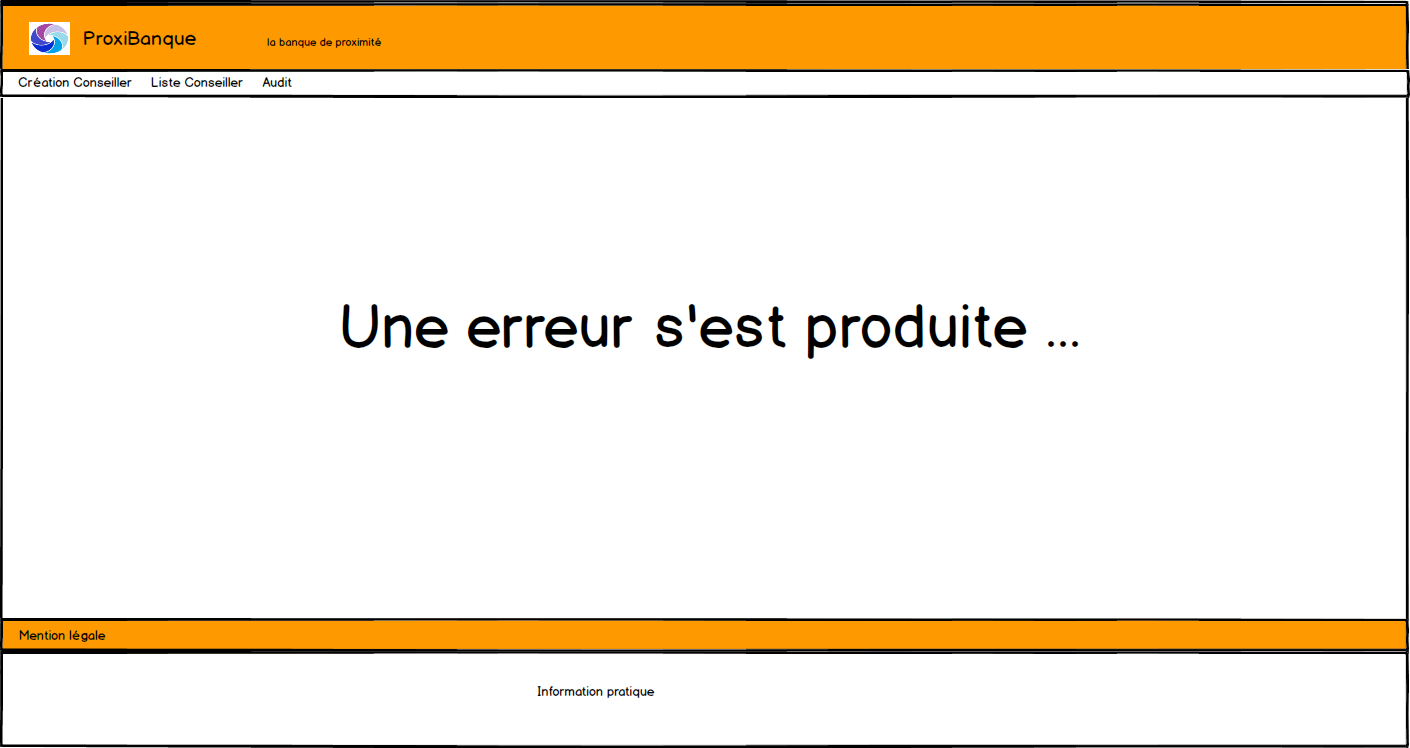 ProxiBanque la banque de proximité
Création Conseiller Liste Conseiller Audit
Une erreur s'est produite ...
Mention légale
Information pratique